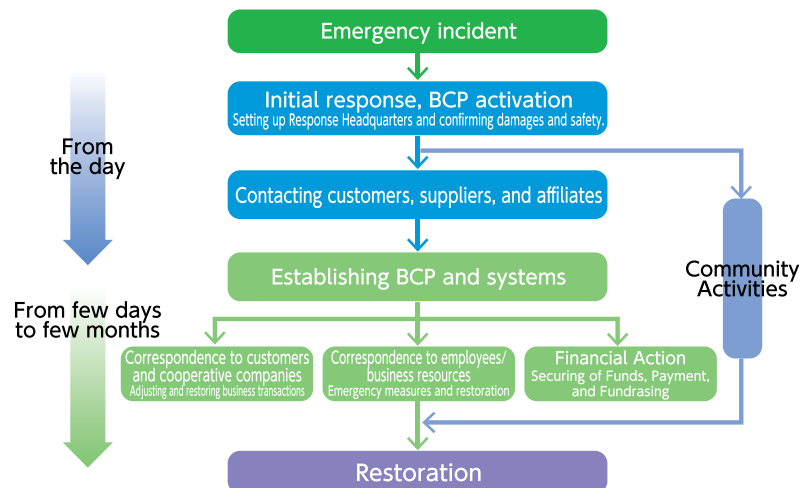 Emergency incident
Initial response, BCP activation
Setting up Response Headquarters and confirming damages and safety.
From
the day
Contacting customers, suppliers, and affiliates
Establishing BCP and systems
Community
Activities
From few days
to few months
Correspondence to customers
and cooperative companies
Adjusting and restoring business transactions
Correspondence to employees/
business resources
Emergency measures and restoration
Financial Action
Securing of Funds, Payment,
and Fundrasing
Restoration